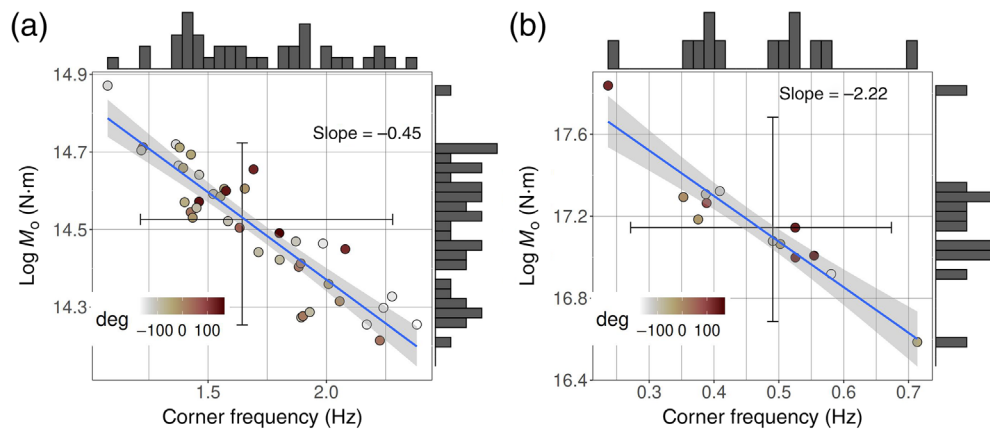 (a)
14.9
14.7
14.5
14.3
Log Mo (N·m)
Slope = −0.45
deg
−100 0 100
1.5 2.0
Corner frequency (Hz)
(b)
17.6
17.2
16.8
16.4
Log Mo (N·m)
Slope = −2.22
deg
−100 0 100
0.3 0.4 0.5 0.6 0.7
Corner frequency (Hz)